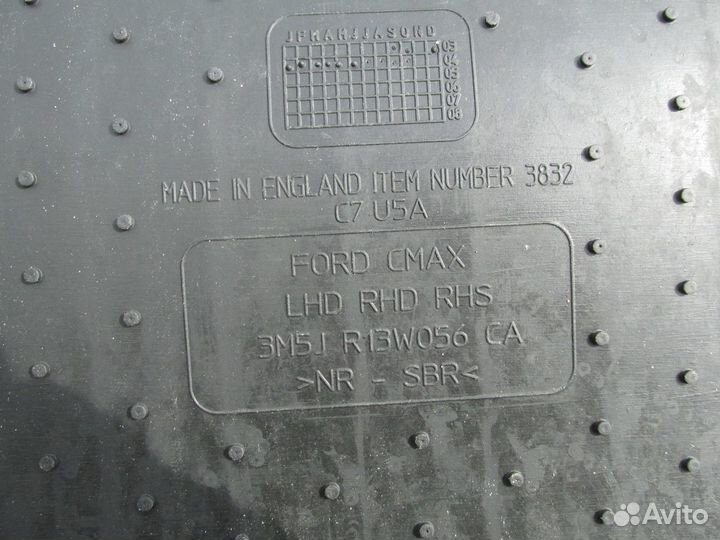 JFMAMJJASOND
03
04
05
06
07
08
MADE IN ENGLAND ITEM NUMBER 3832
C7 U5A
FORD CMAX
LHD RHD RHS
3M5J R13W056 CA
>NR - SBR<
Avito